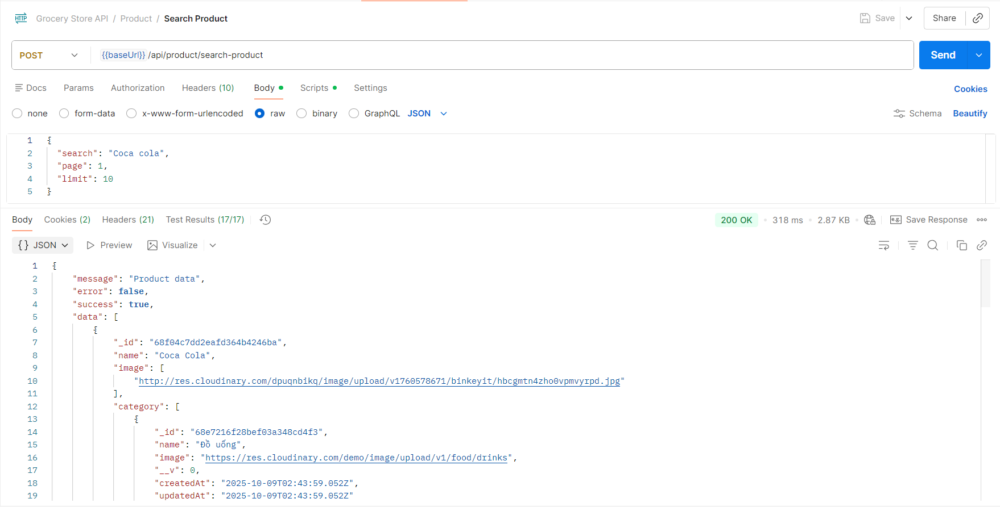 HTTP Grocery Store API / Product / Search Product Save Share
POST {{baseUrl}} /api/product/search-product Send
Docs Params Authorization Headers (10) Body Scripts Settings Cookies
none form-data x-www-form-urlencoded raw binary GraphQL JSON Schema Beautify
1 {
2 "search": "Coca cola",
3 "page": 1,
4 "limit": 10
5 }
Body Cookies (2) Headers (21) Test Results (17/17) 200 OK 318 ms 2.87 KB e.g. Save Response
{} JSON Preview Visualize
1 {
2 "message": "Product data",
3 "error": false,
4 "success": true,
5 "data": [
6 {
7 "_id": "68f04c7dd2eafd364b4246ba",
8 "name": "Coca Cola",
9 "image": [
10 "http://res.cloudinary.com/dpuqnbikq/image/upload/v1760578671/binkeyit/hbcgmtn4zho0vpmvyrpd.jpg"
11 ],
12 "category": [
13 {
14 "_id": "68e7216f28bef03a348cd4f3",
15 "name": "Đồ uống",
16 "image": "https://res.cloudinary.com/demo/image/upload/v1/food/drinks",
17 "__v": 0,
18 "createdAt": "2025-10-09T02:43:59.052Z",
19 "updatedAt": "2025-10-09T02:43:59.052Z"